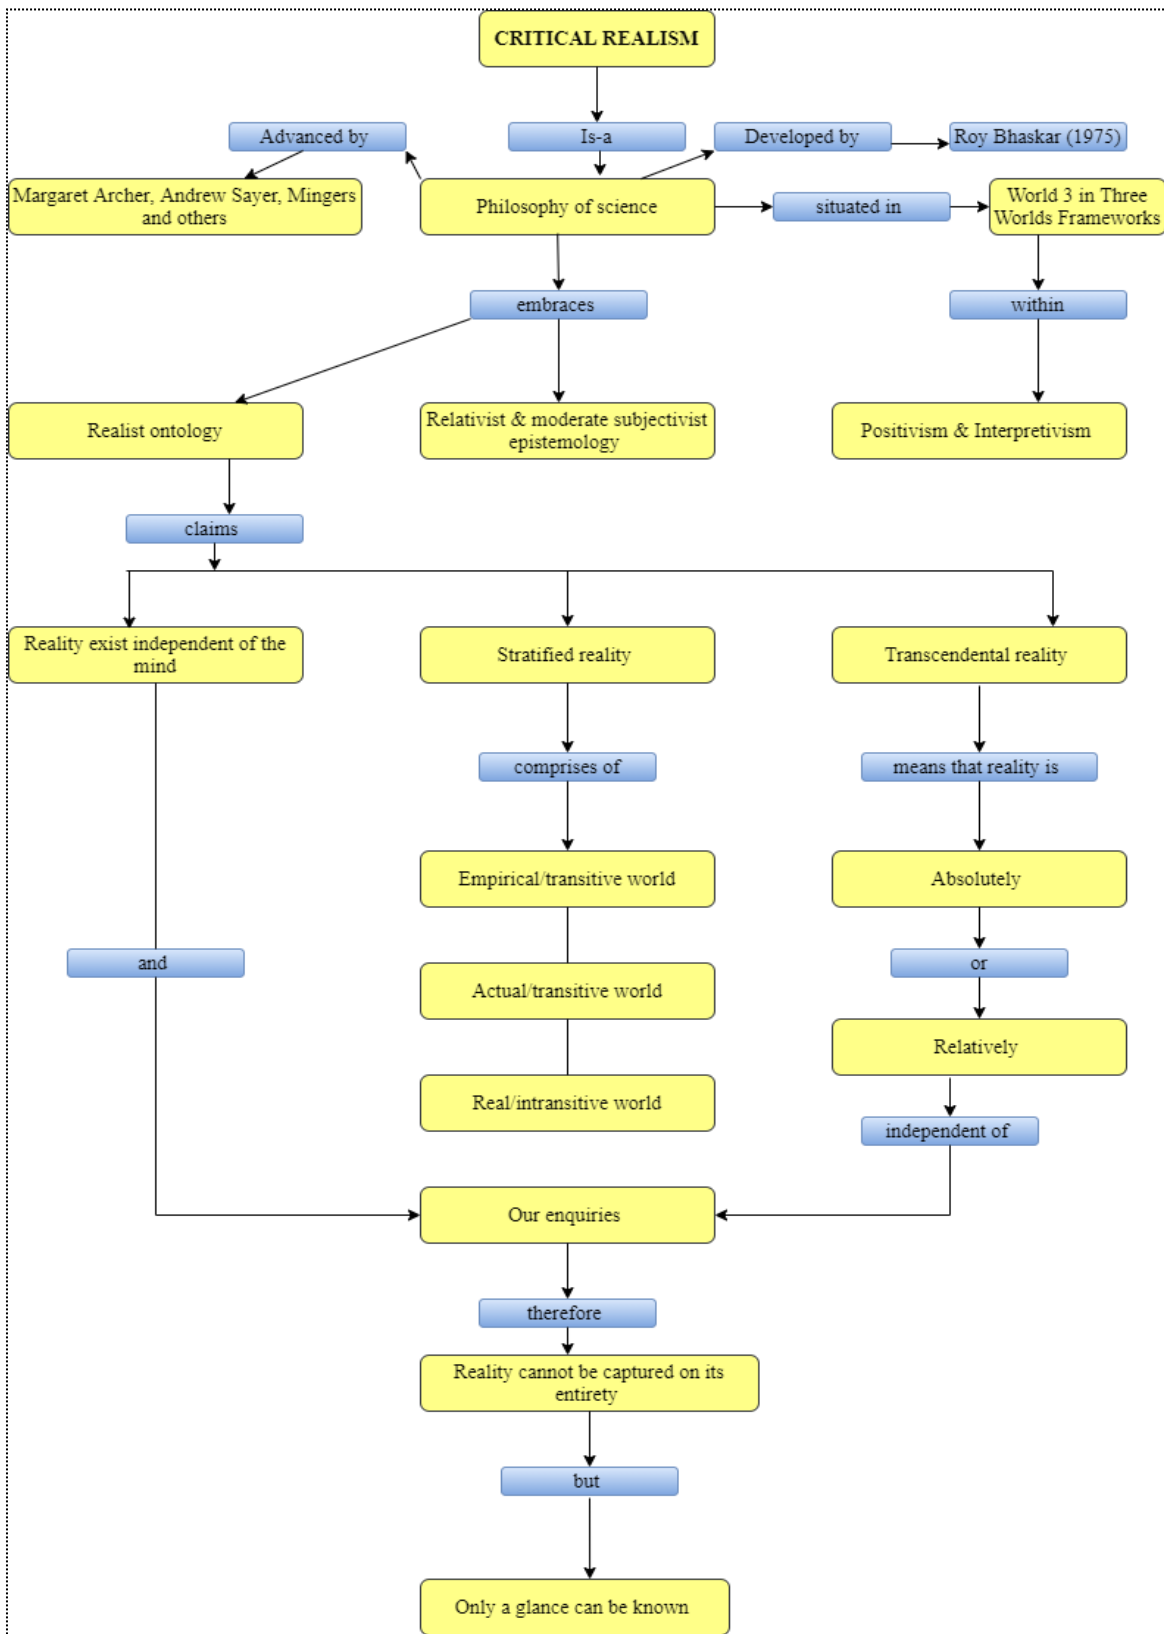 CRITICAL REALISM
Advanced by
Is-a
Developed by
Roy Bhaskar (1975)
Margaret Archer, Andrew Sayer, Mingers
and others
Philosophy of science
situated in
World 3 in Three
Worlds Frameworks
embraces
within
Realist ontology
Relativist & moderate subjectivist
epistemology
Positivism & Interpretivism
claims
Reality exist independent of the
mind
Stratified reality
Transcendental reality
comprises of
means that reality is
Empirical/transitive world
Absolutely
and
or
Actual/transitive world
Relatively
Real/intransitive world
independent of
Our enquiries
therefore
Reality cannot be captured on its
entirety
but
Only a glance can be known